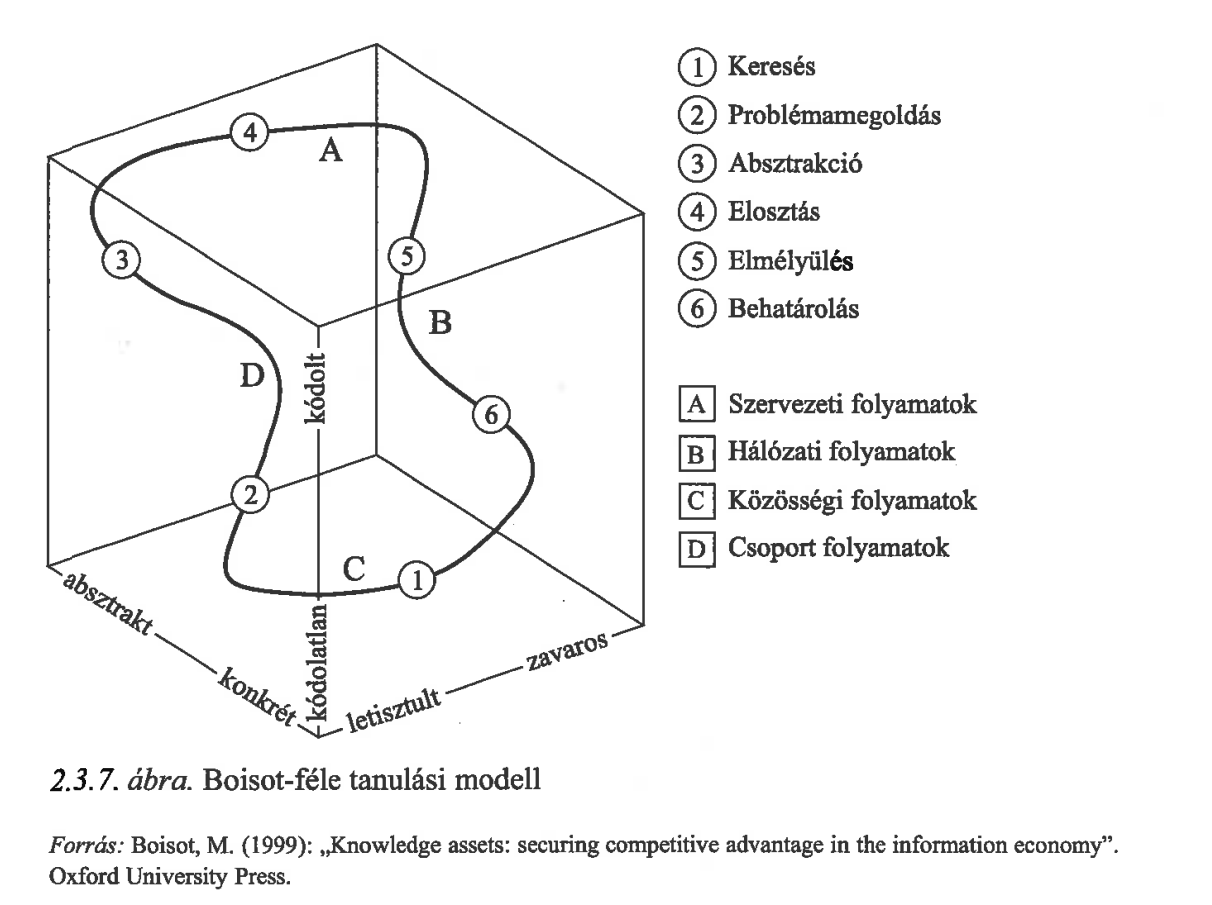 4
A
3
5
B
D
kódolt
6
2
C
1
absztrakt
konkrét
kódolatlan
letisztult
zavaros
1 Keresés
2 Problémamegoldás
3 Absztrakció
4 Elosztás
5 Elmélyülés
6 Behatárolás
A Szervezeti folyamatok
B Hálózati folyamatok
C Közösségi folyamatok
D Csoport folyamatok
2.3.7. ábra. Boisot-féle tanulási modell
Forrás: Boisot, M. (1999): „Knowledge assets: securing competitive advantage in the information economy”.
Oxford University Press.